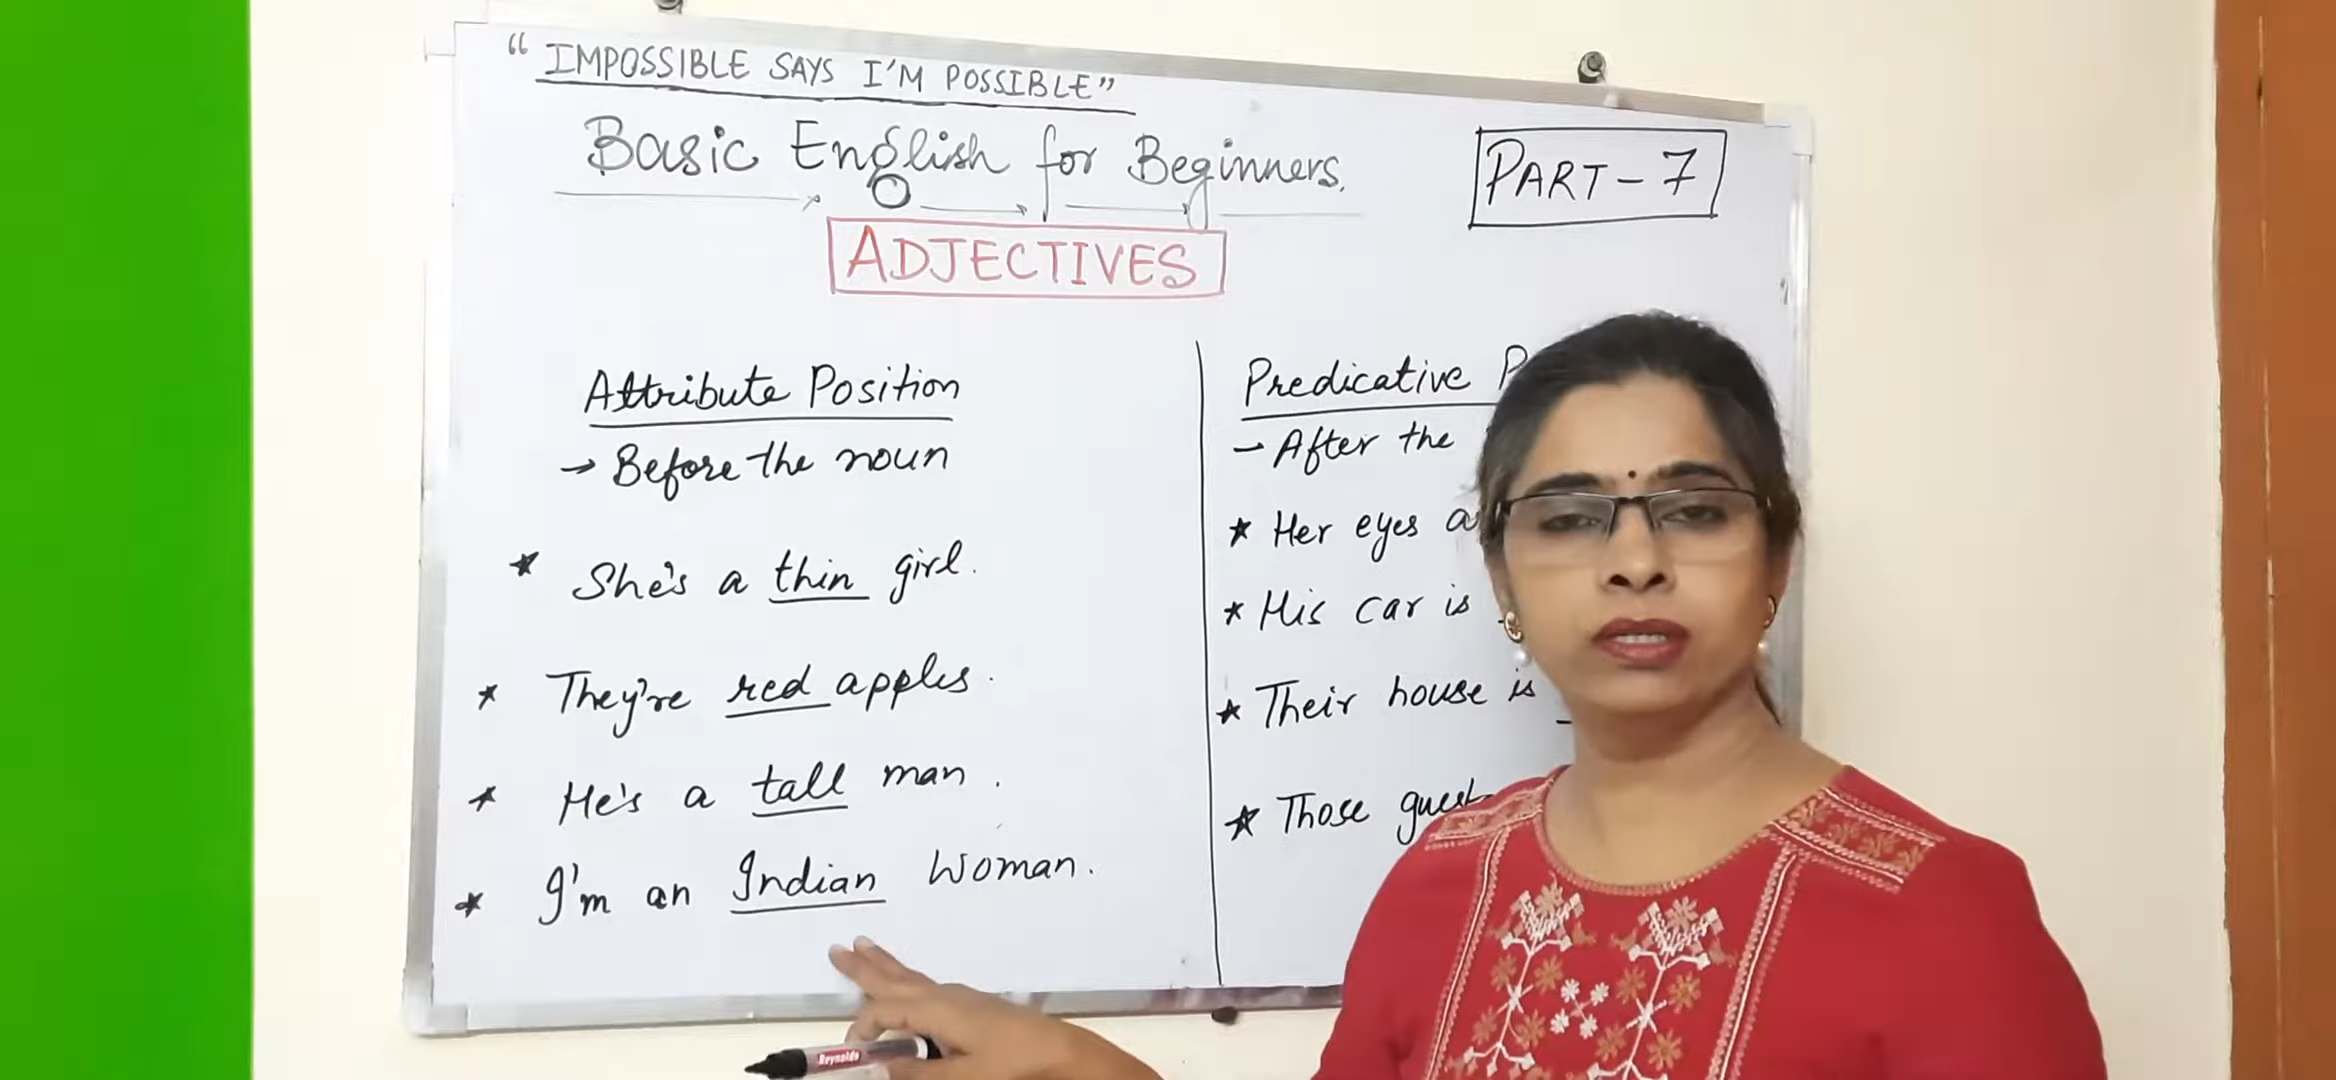 “IMPOSSIBLE SAYS I'M POSSIBLE”
Basic English for Beginners.
PART-7
ADJECTIVES
Attribute Position
→ Before the noun
* She's a thin girl.
* They're red apples.
* He's a tall man.
* I'm an Indian Woman.
Predicative
- After the
* Her eyes
* His car is
* Their house is
* Those
Reynolds